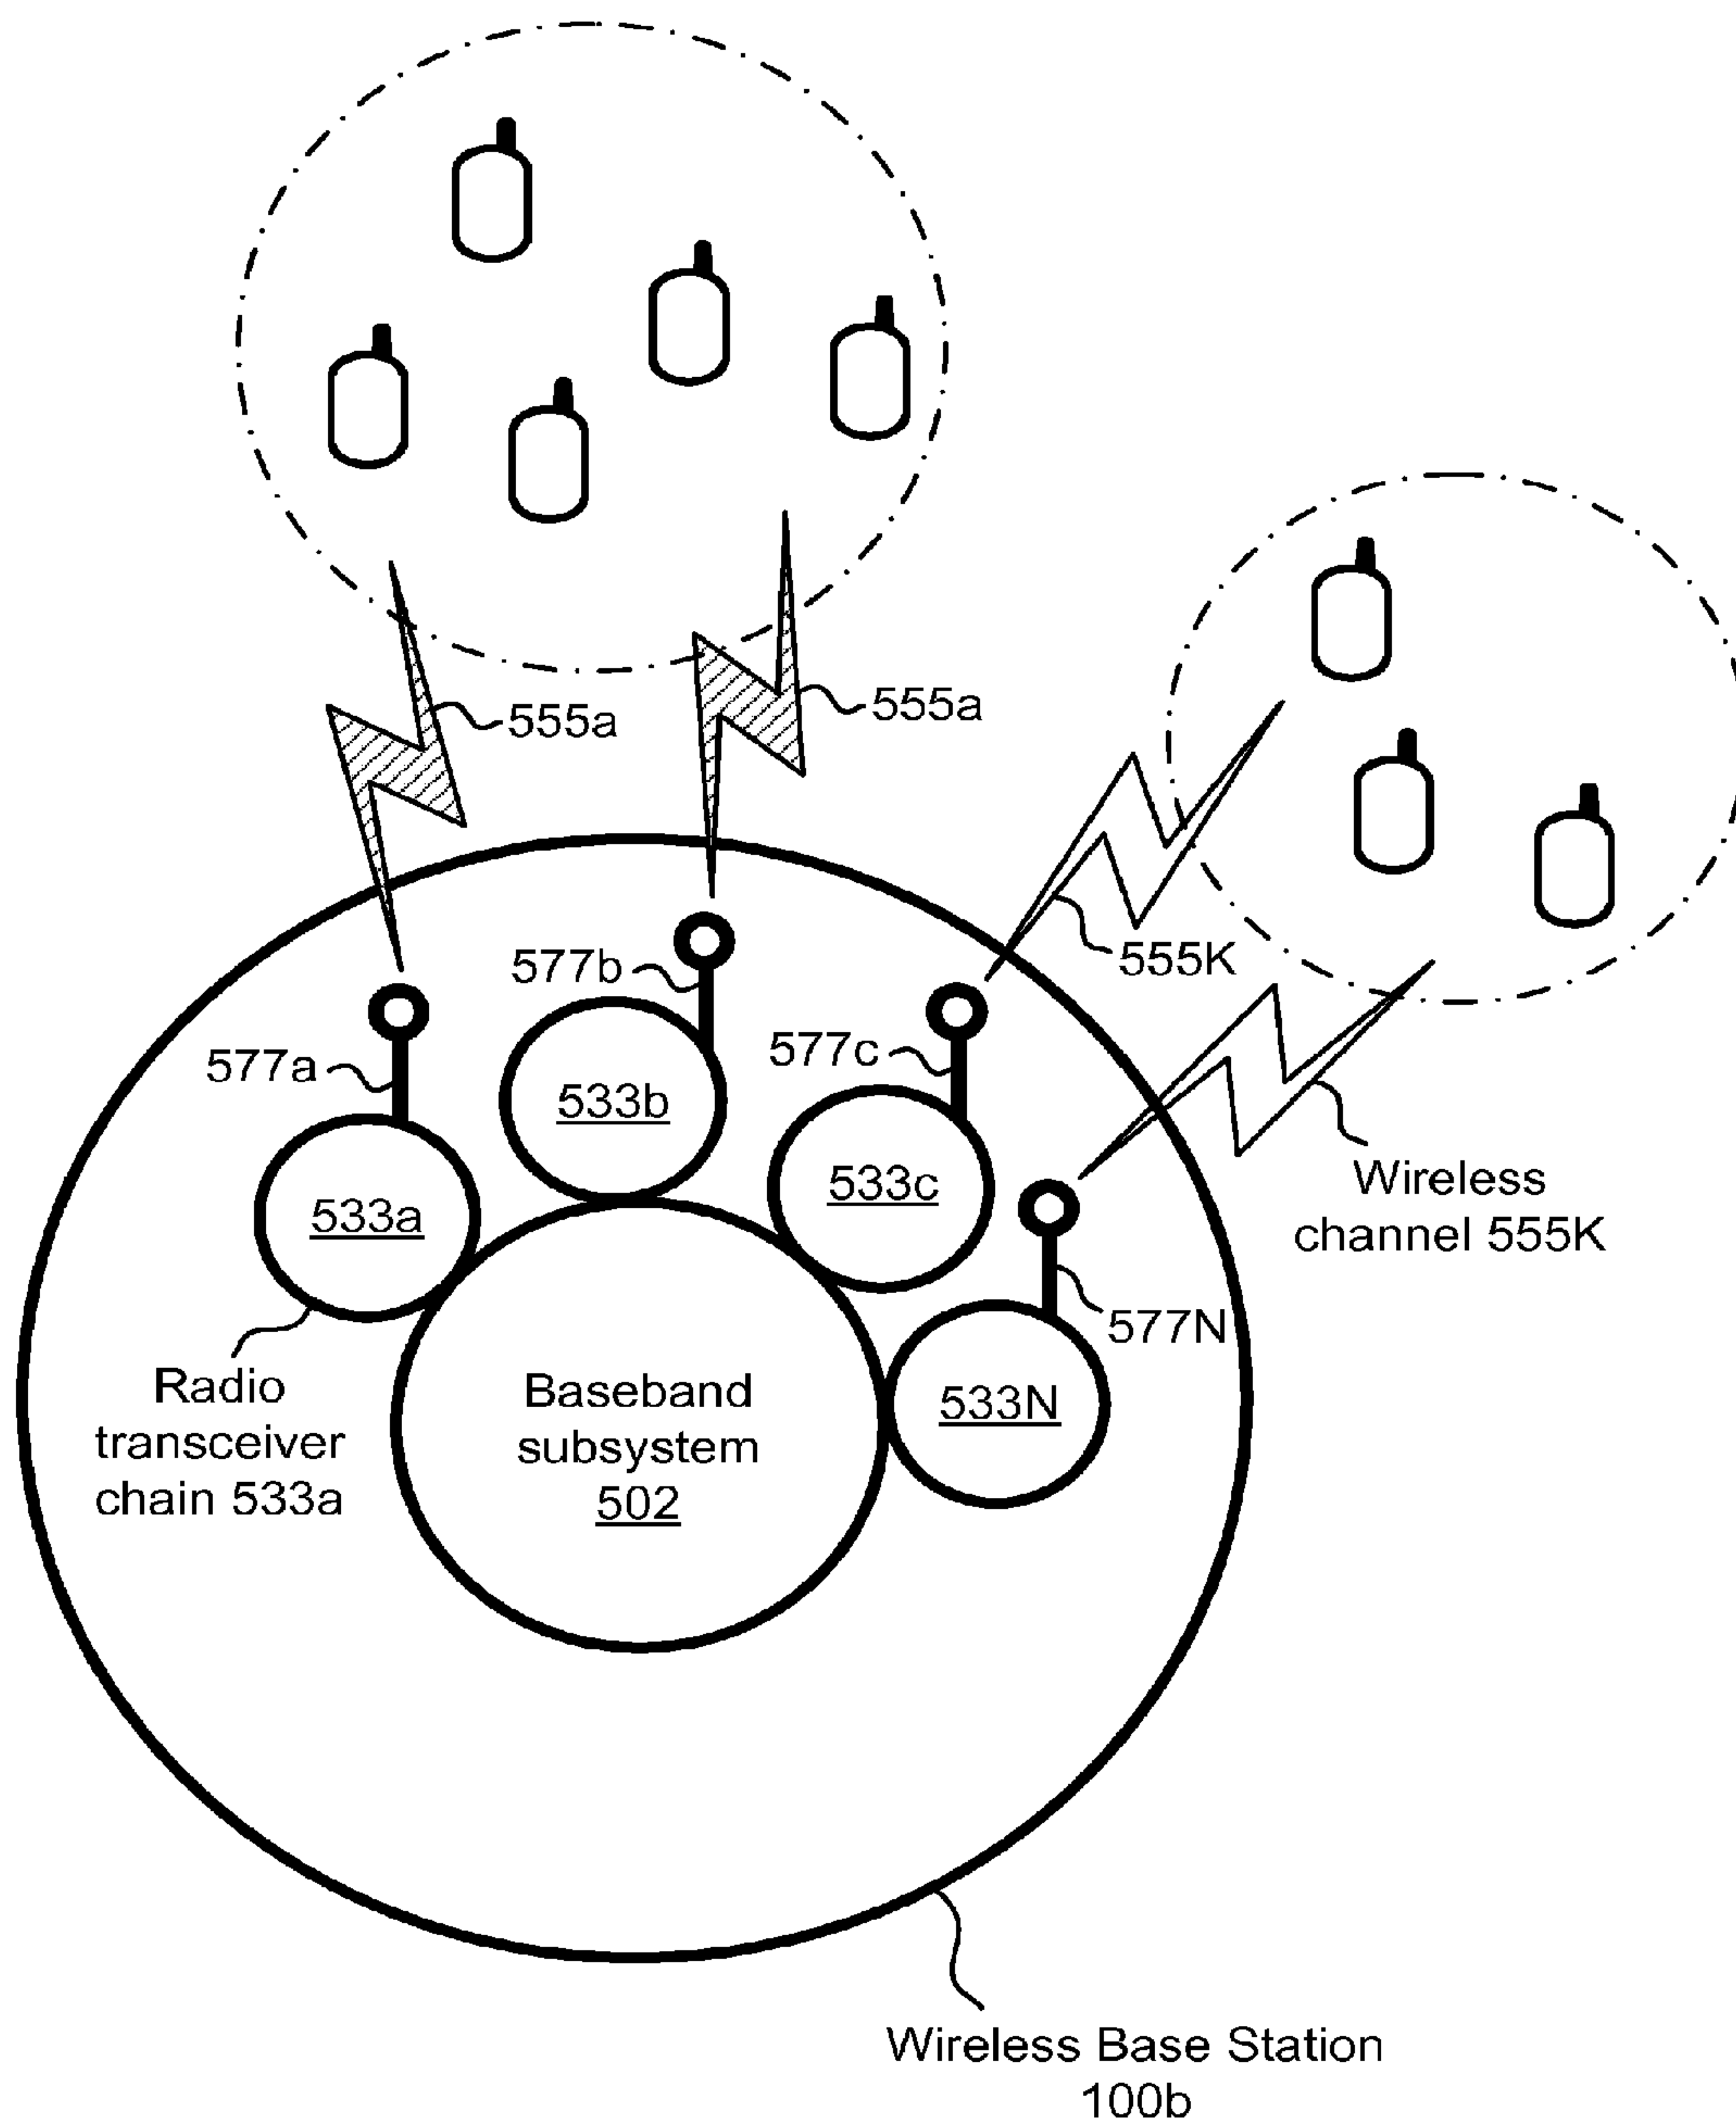 555a
555a
555K
577b
577c
577a
533b
533c
533a
Wireless
channel 555K
577N
Radio
transceiver
chain 533a
Baseband
subsystem
502
533N
Wireless Base Station
100b